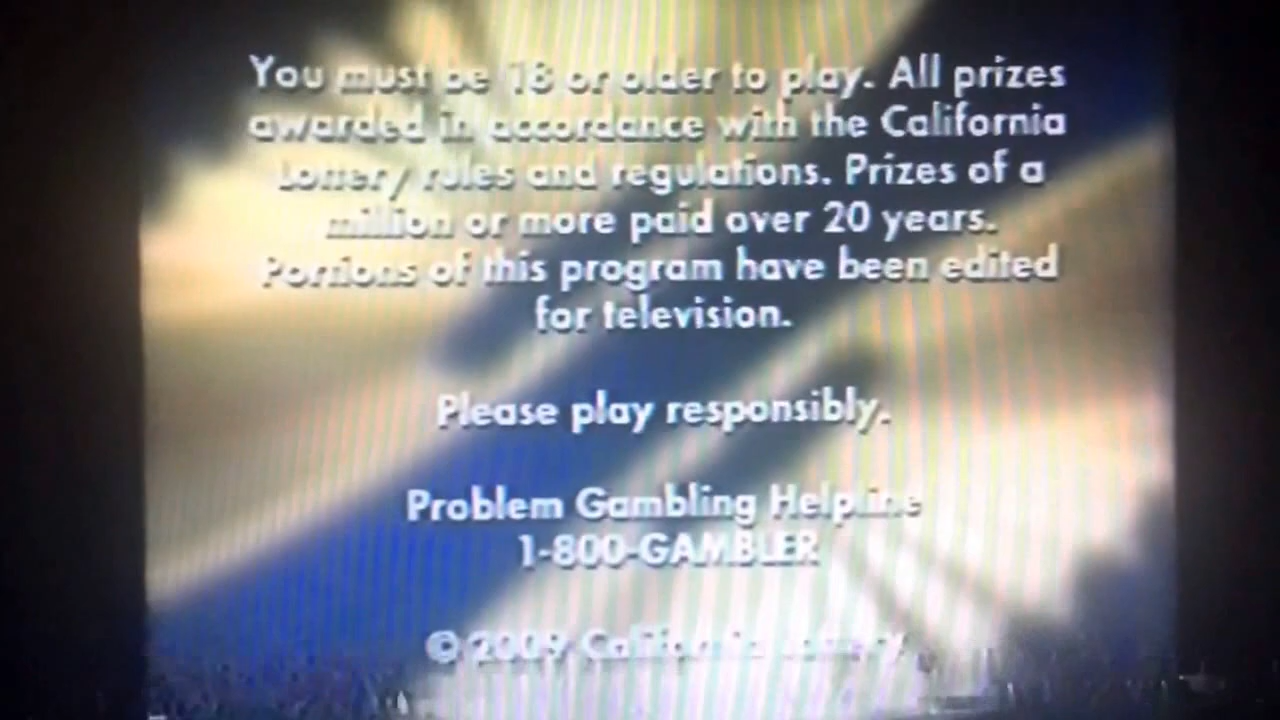 You must be 18 or older to play. All prizes
awarded in accordance with the California
Lottery rules and regulations. Prizes of a
million or more paid over 20 years.
Portions of this program have been edited
for television.
Please play responsibly.
Problem Gambling Helpline
1-800-GAMBLER
© 2009 California Lottery